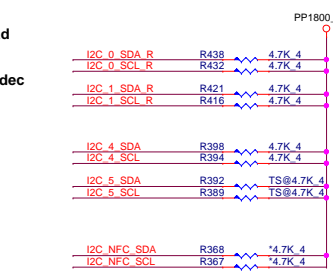 PP1800_
d
I2C_0_SDA_R R438 4.7K_4
I2C_0_SCL_R R432 4.7K_4
dec
I2C_1_SDA_R R421 4.7K_4
I2C_1_SCL_R R416 4.7K_4
I2C_4_SDA R398 4.7K_4
I2C_4_SCL R394 4.7K_4
I2C_5_SDA R392 TS@4.7K_4
I2C_5_SCL R389 TS@4.7K_4
I2C_NFC_SDA R368 *4.7K_4
I2C_NFC_SCL R367 *4.7K_4